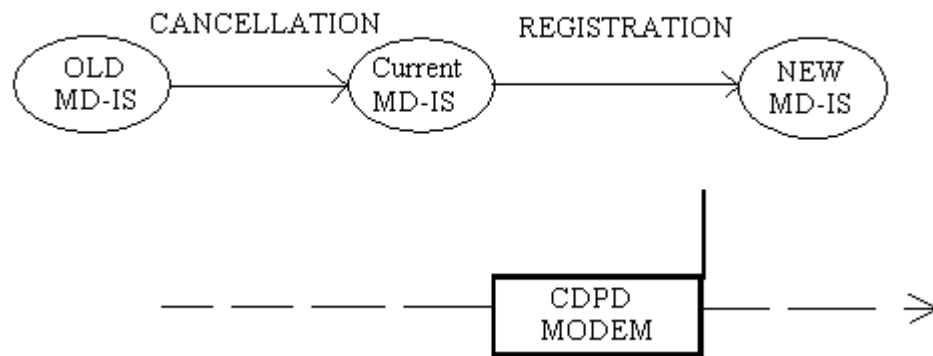 CANCELLATION
REGISTRATION
OLD
MD-IS
Current
MD-IS
NEW
MD-IS
CDPD
MODEM